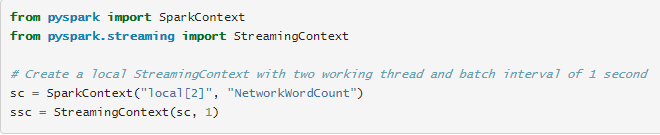 from pyspark import SparkContext
from pyspark.streaming import StreamingContext
# Create a local StreamingContext with two working thread and batch interval of 1 second
sc = SparkContext("local[2]", "NetworkWordCount")
ssc = StreamingContext(sc, 1)